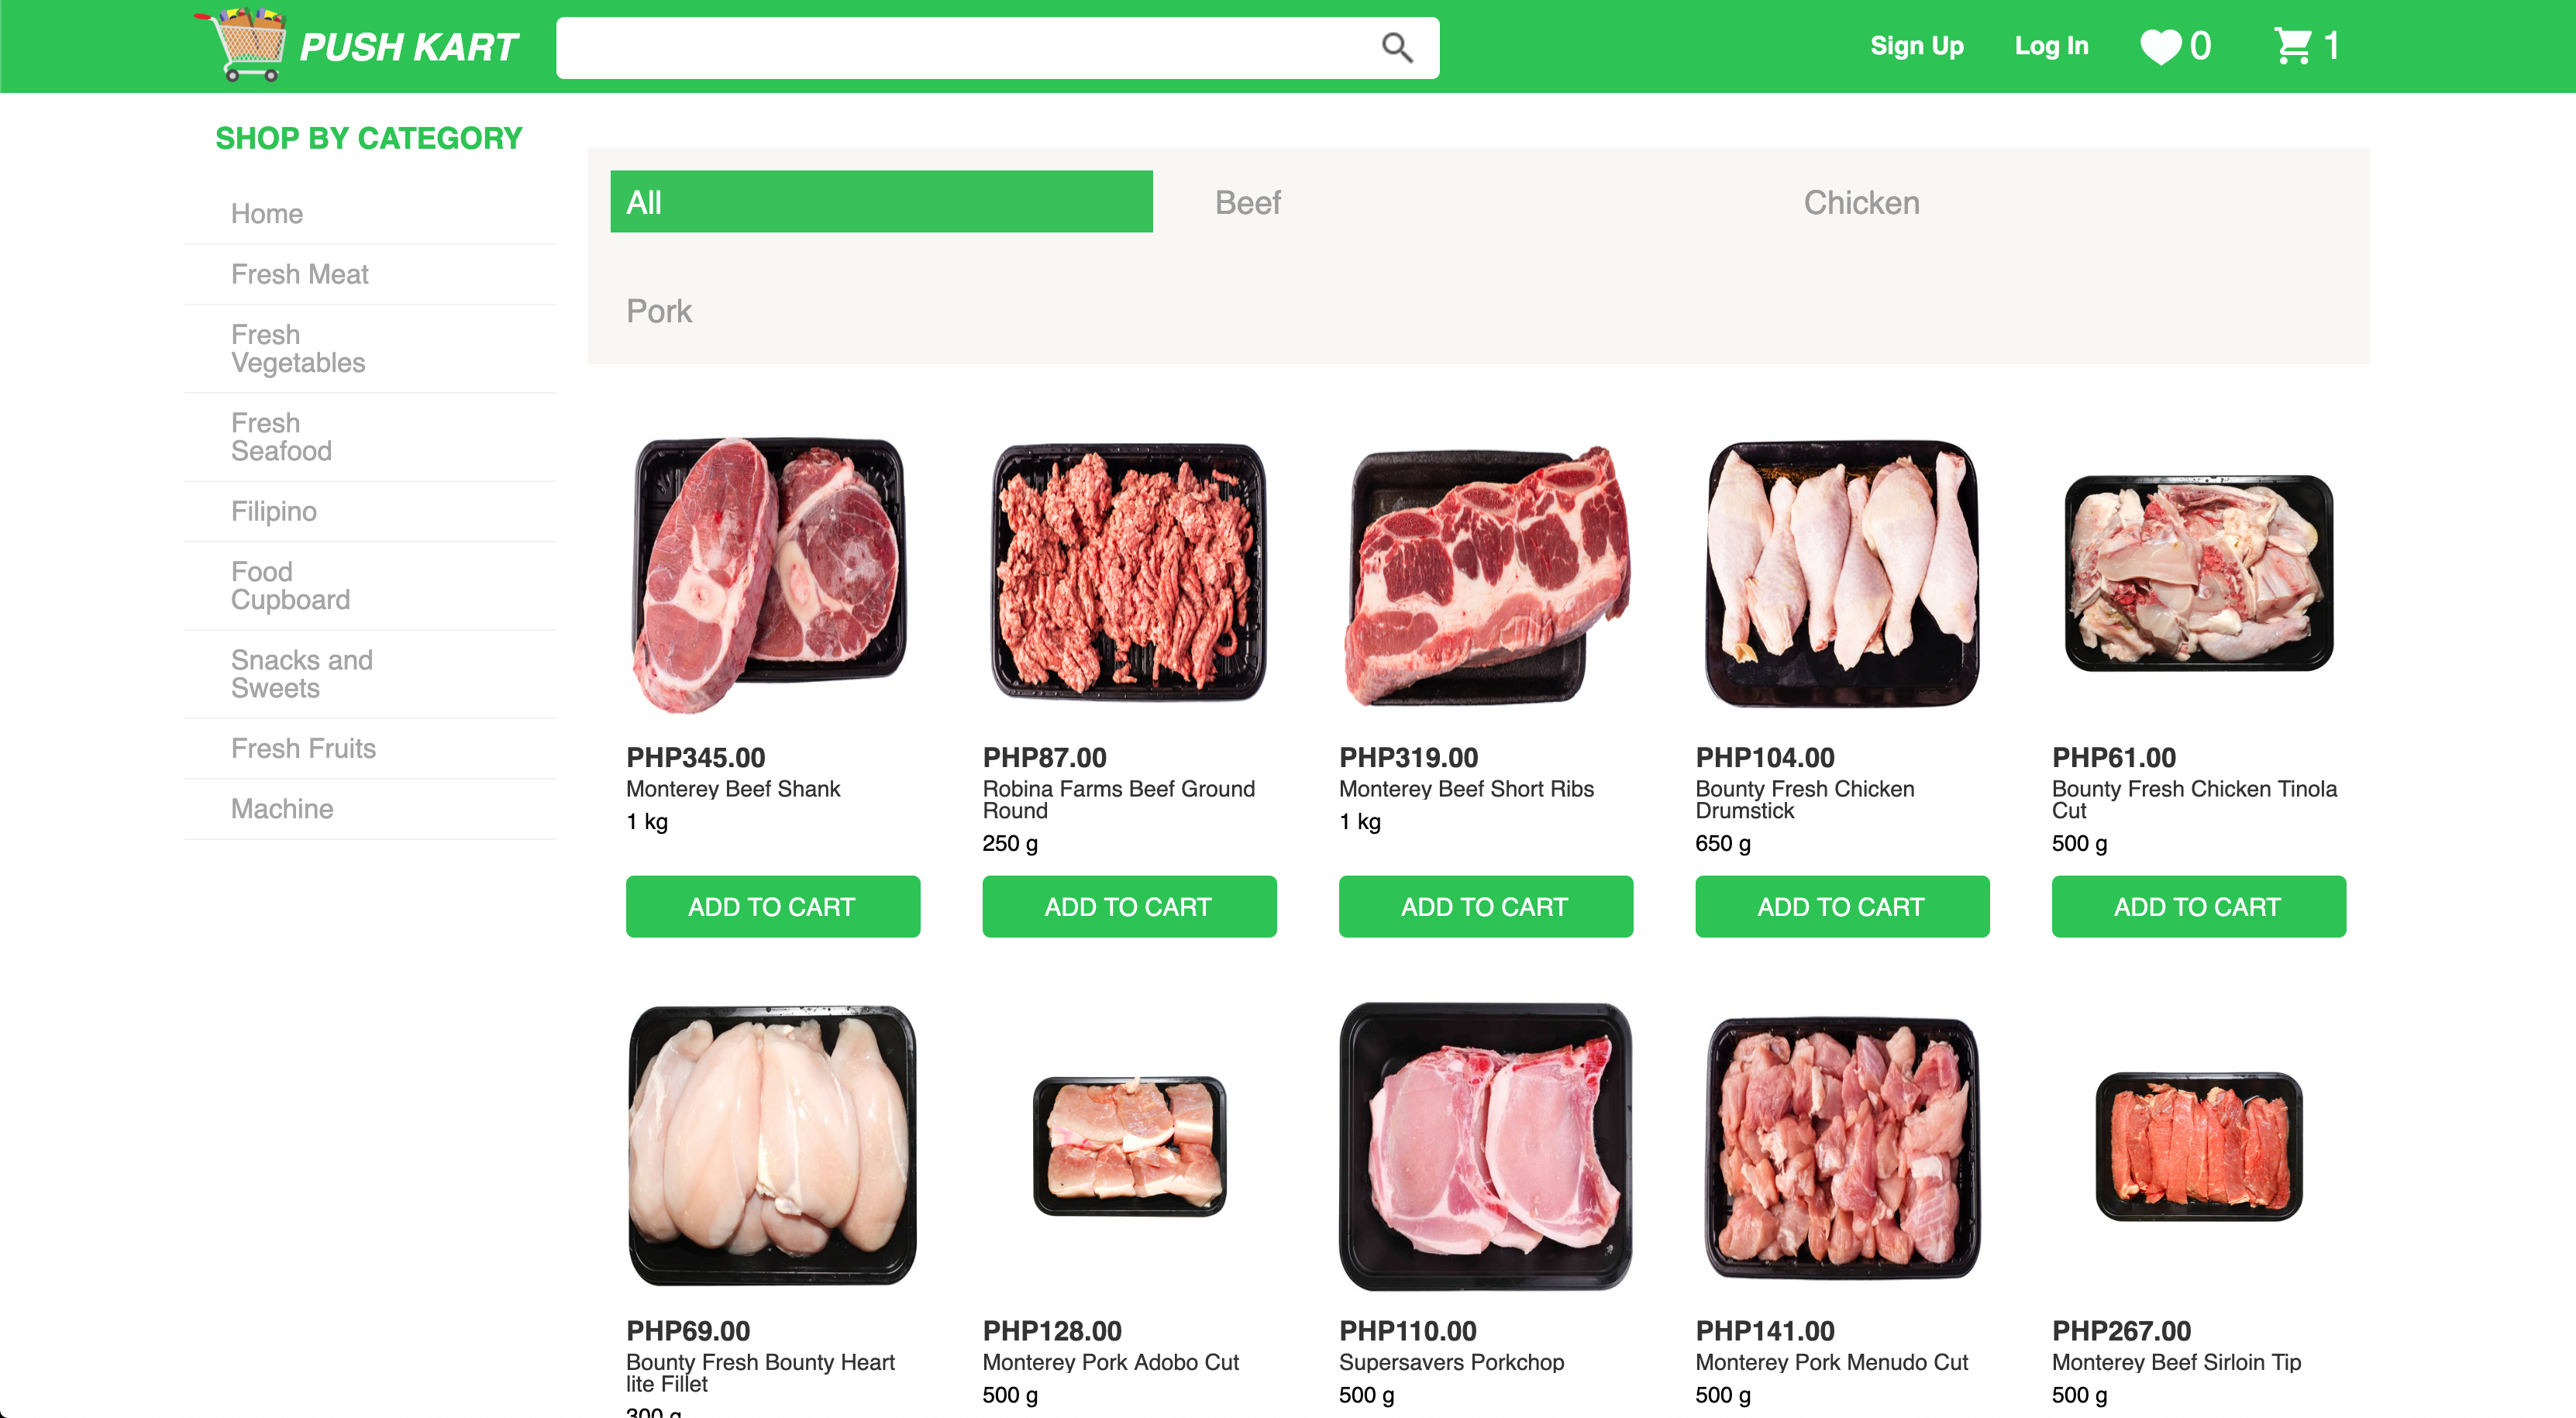 PUSH KART
Sign Up
Log In
0
1
SHOP BY CATEGORY
Home
Fresh Meat
Fresh
Vegetables
Fresh
Seafood
Filipino
Food
Cupboard
Snacks and
Sweets
Fresh Fruits
Machine
All
Beef
Chicken
Pork
PHP345.00
Monterey Beef Shank
1 kg
ADD TO CART
PHP87.00
Robina Farms Beef Ground
Round
250 g
ADD TO CART
PHP319.00
Monterey Beef Short Ribs
1 kg
ADD TO CART
PHP104.00
Bounty Fresh Chicken
Drumstick
650 g
ADD TO CART
PHP61.00
Bounty Fresh Chicken Tinola
Cut
500 g
ADD TO CART
PHP69.00
Bounty Fresh Bounty Heart
lite Fillet
300 g
PHP128.00
Monterey Pork Adobo Cut
500 g
PHP110.00
Supersavers Porkchop
500 g
PHP141.00
Monterey Pork Menudo Cut
500 g
PHP267.00
Monterey Beef Sirloin Tip
500 g